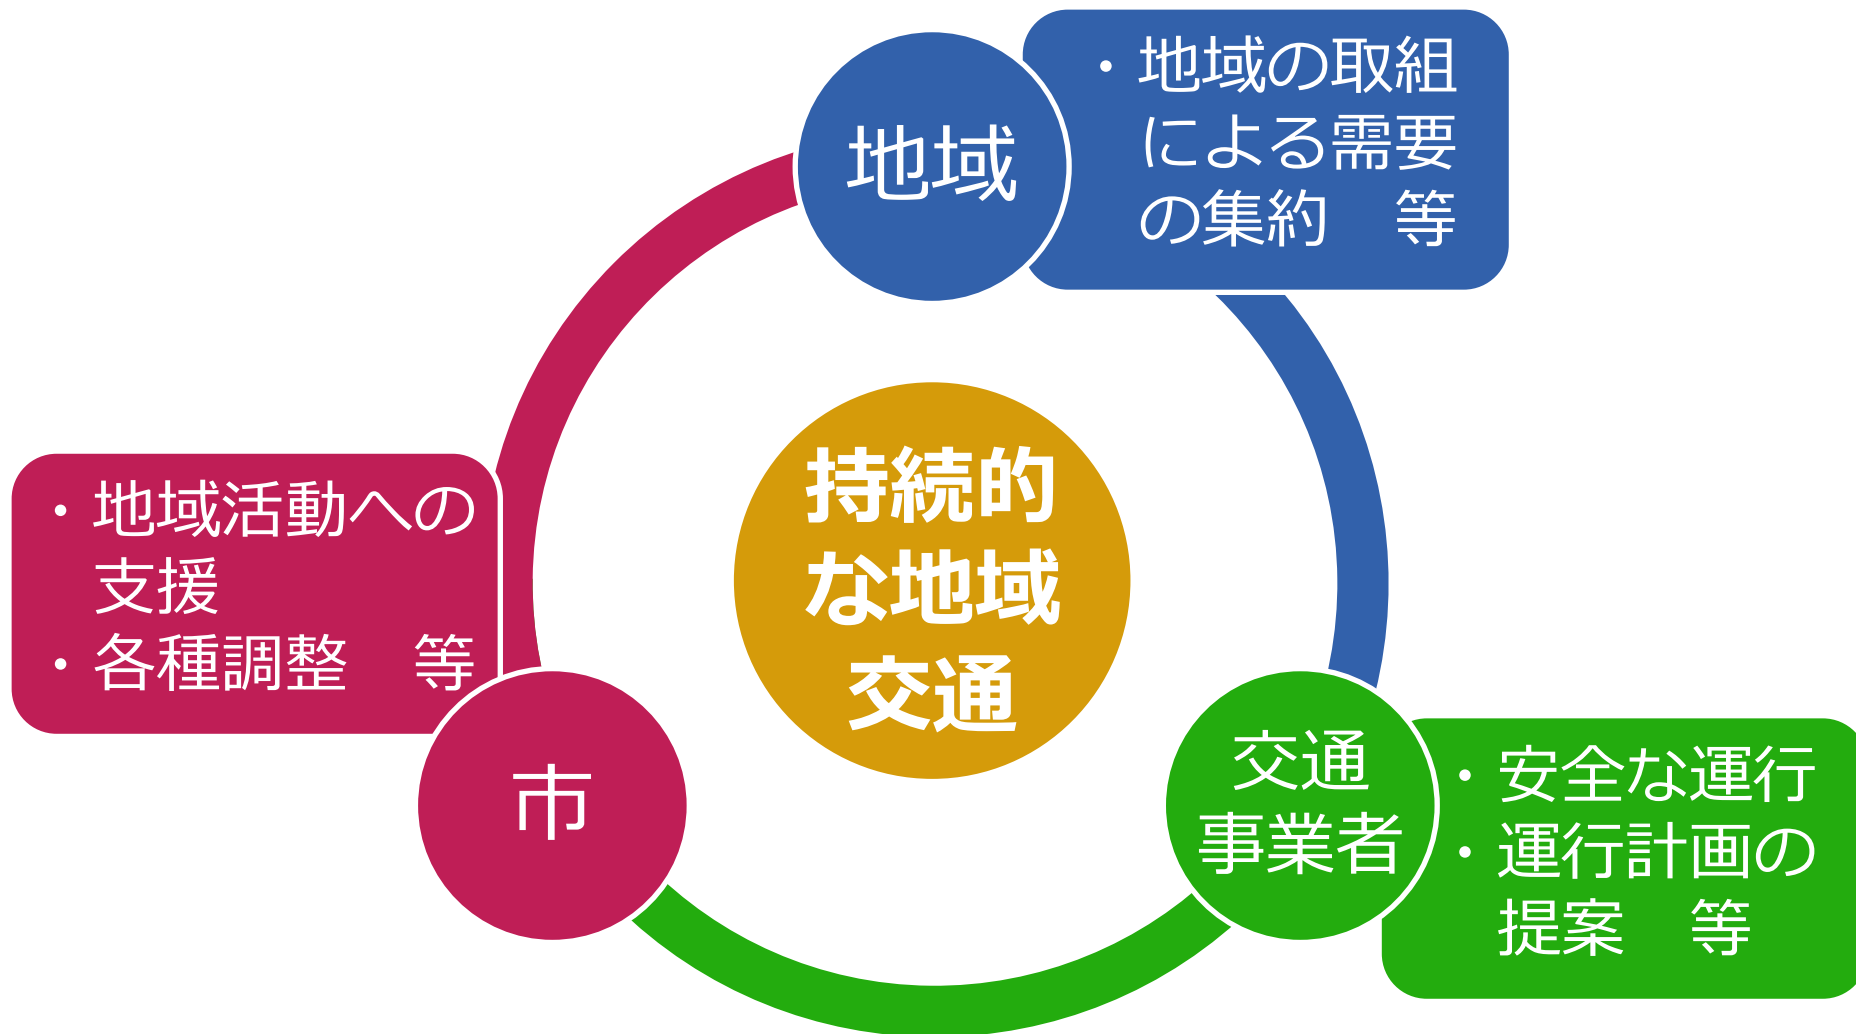 地域
・地域の取組
による需要
の集約　等
持続的
な地域
交通
・地域活動への
支援
・各種調整　等
市
交通
事業者
・安全な運行
・運行計画の
提案　等